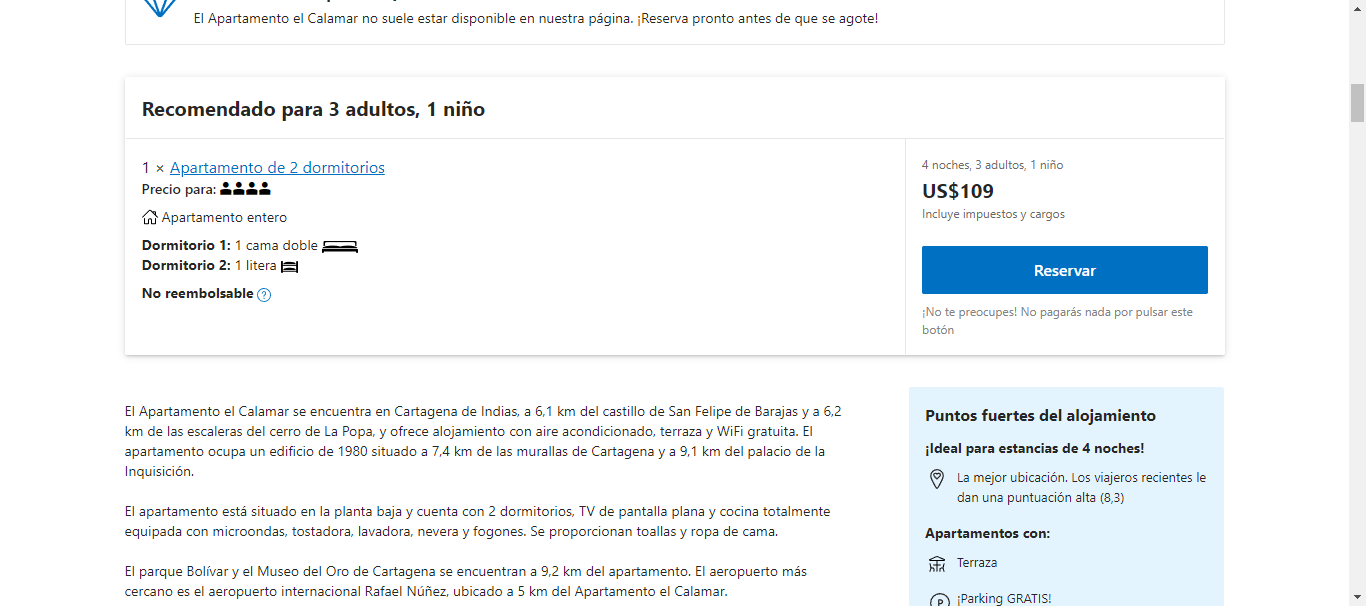 El Apartamento el Calamar no suele estar disponible en nuestra página. ¡Reserva pronto antes de que se agote!
Recomendado para 3 adultos, 1 niño
1 × Apartamento de 2 dormitorios
Precio para:
Apartamento entero
Dormitorio 1: 1 cama doble
Dormitorio 2: 1 litera
No reembolsable ?
4 noches, 3 adultos, 1 niño
US$109
Incluye impuestos y cargos
Reservar
¡No te preocupes! No pagarás nada por pulsar este
botón
El Apartamento el Calamar se encuentra en Cartagena de Indias, a 6,1 km del castillo de San Felipe de Barajas y a 6,2
km de las escaleras del cerro de La Popa, y ofrece alojamiento con aire acondicionado, terraza y WiFi gratuita. El
apartamento ocupa un edificio de 1980 situado a 7,4 km de las murallas de Cartagena y a 9,1 km del palacio de la
Inquisición.
El apartamento está situado en la planta baja y cuenta con 2 dormitorios, TV de pantalla plana y cocina totalmente
equipada con microondas, tostadora, lavadora, nevera y fogones. Se proporcionan toallas y ropa de cama.
El parque Bolívar y el Museo del Oro de Cartagena se encuentran a 9,2 km del apartamento. El aeropuerto más
cercano es el aeropuerto internacional Rafael Núñez, ubicado a 5 km del Apartamento el Calamar.
Puntos fuertes del alojamiento
¡Ideal para estancias de 4 noches!
La mejor ubicación. Los viajeros recientes le
dan una puntuación alta (8,3)
Apartamentos con:
Terraza
P ¡Parking GRATIS!